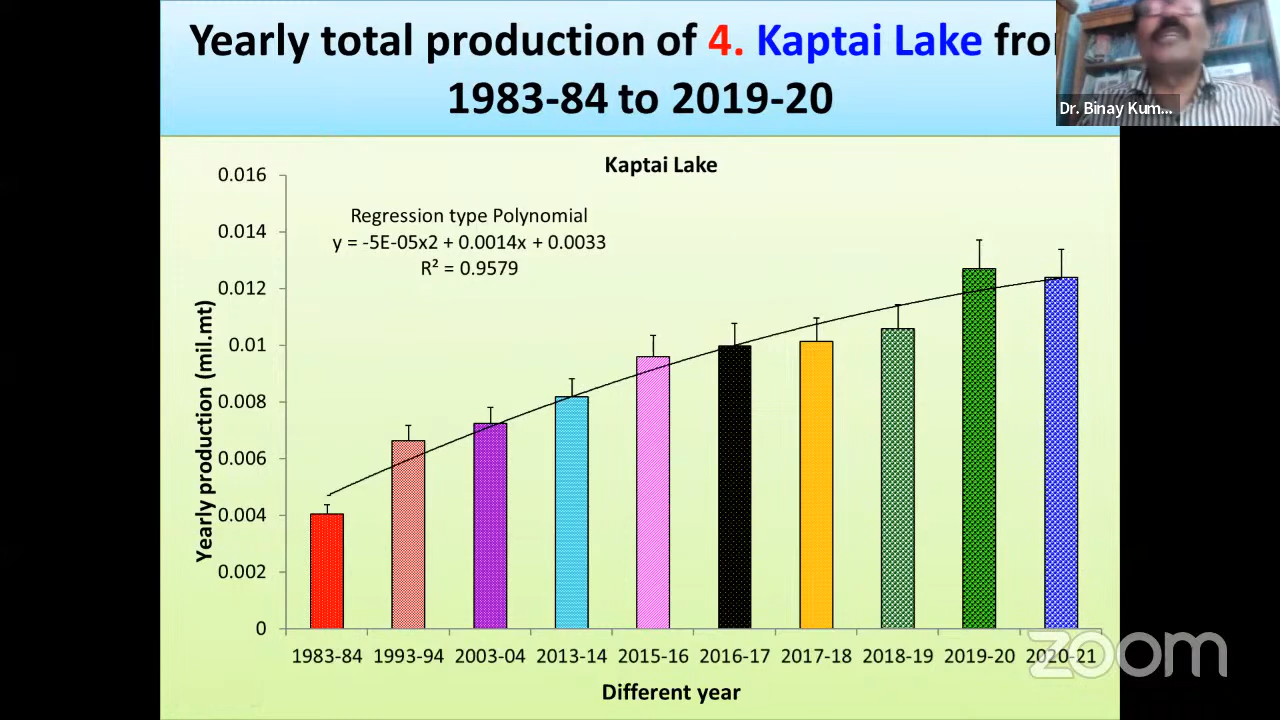 Yearly total production of 4. Kaptai Lake fro
1983-84 to 2019-20
Dr. Binay Kum...
Kaptai Lake
0.016
0.014
0.012
0.01
0.008
0.006
0.004
0.002
0
Regression type Polynomial
y = -5E-05x2 + 0.0014x + 0.0033
R² = 0.9579
Yearly production (mil.mt)
1983-84 1993-94 2003-04 2013-14 2015-16 2016-17 2017-18 2018-19 2019-20 2020-21
Different year
zoom